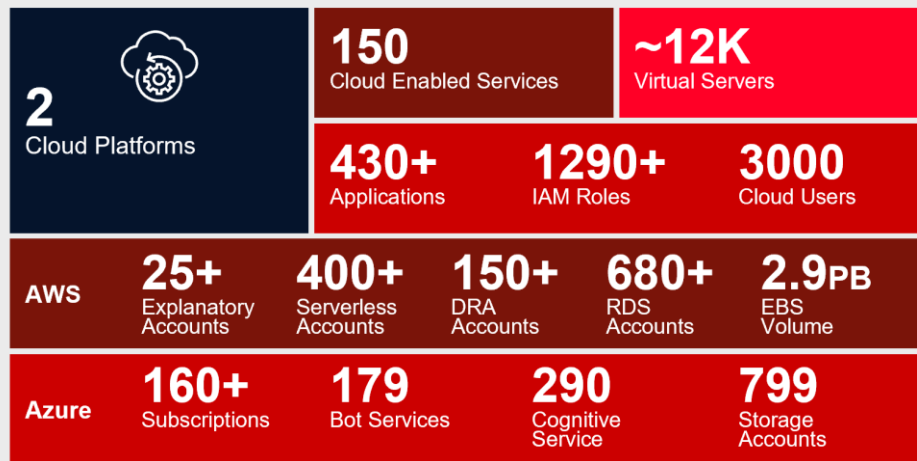 2
Cloud Platforms
150
Cloud Enabled Services
~12K
Virtual Servers
430+
Applications
1290+
IAM Roles
3000
Cloud Users
AWS
25+
Explanatory
Accounts
400+
Serverless
Accounts
150+
DRA
Accounts
680+
RDS
Accounts
2.9PB
EBS
Volume
Azure
160+
Subscriptions
179
Bot Services
290
Cognitive
Service
799
Storage
Accounts